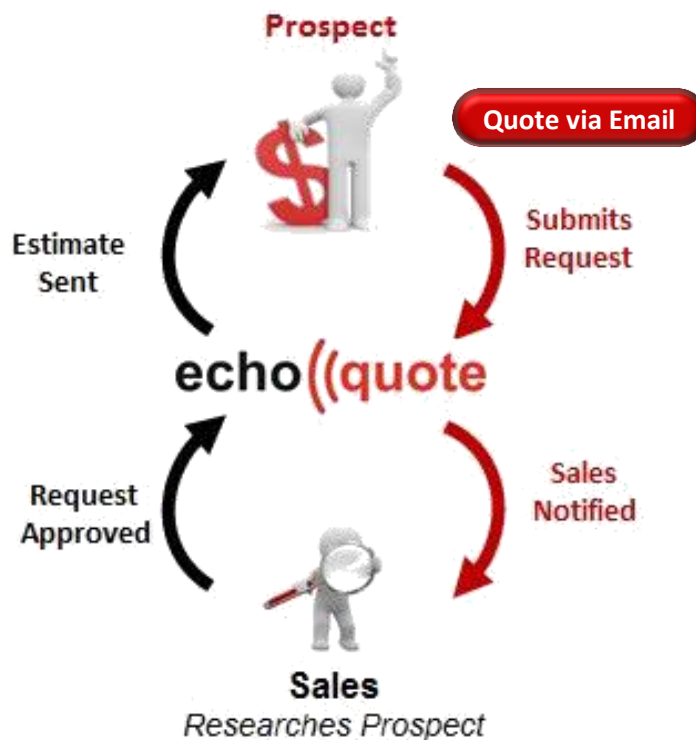 Prospect
Quote via Email
Submits
Request
Estimate
Sent
echo((quote
Sales
Notified
Request
Approved
Sales
Researches Prospect